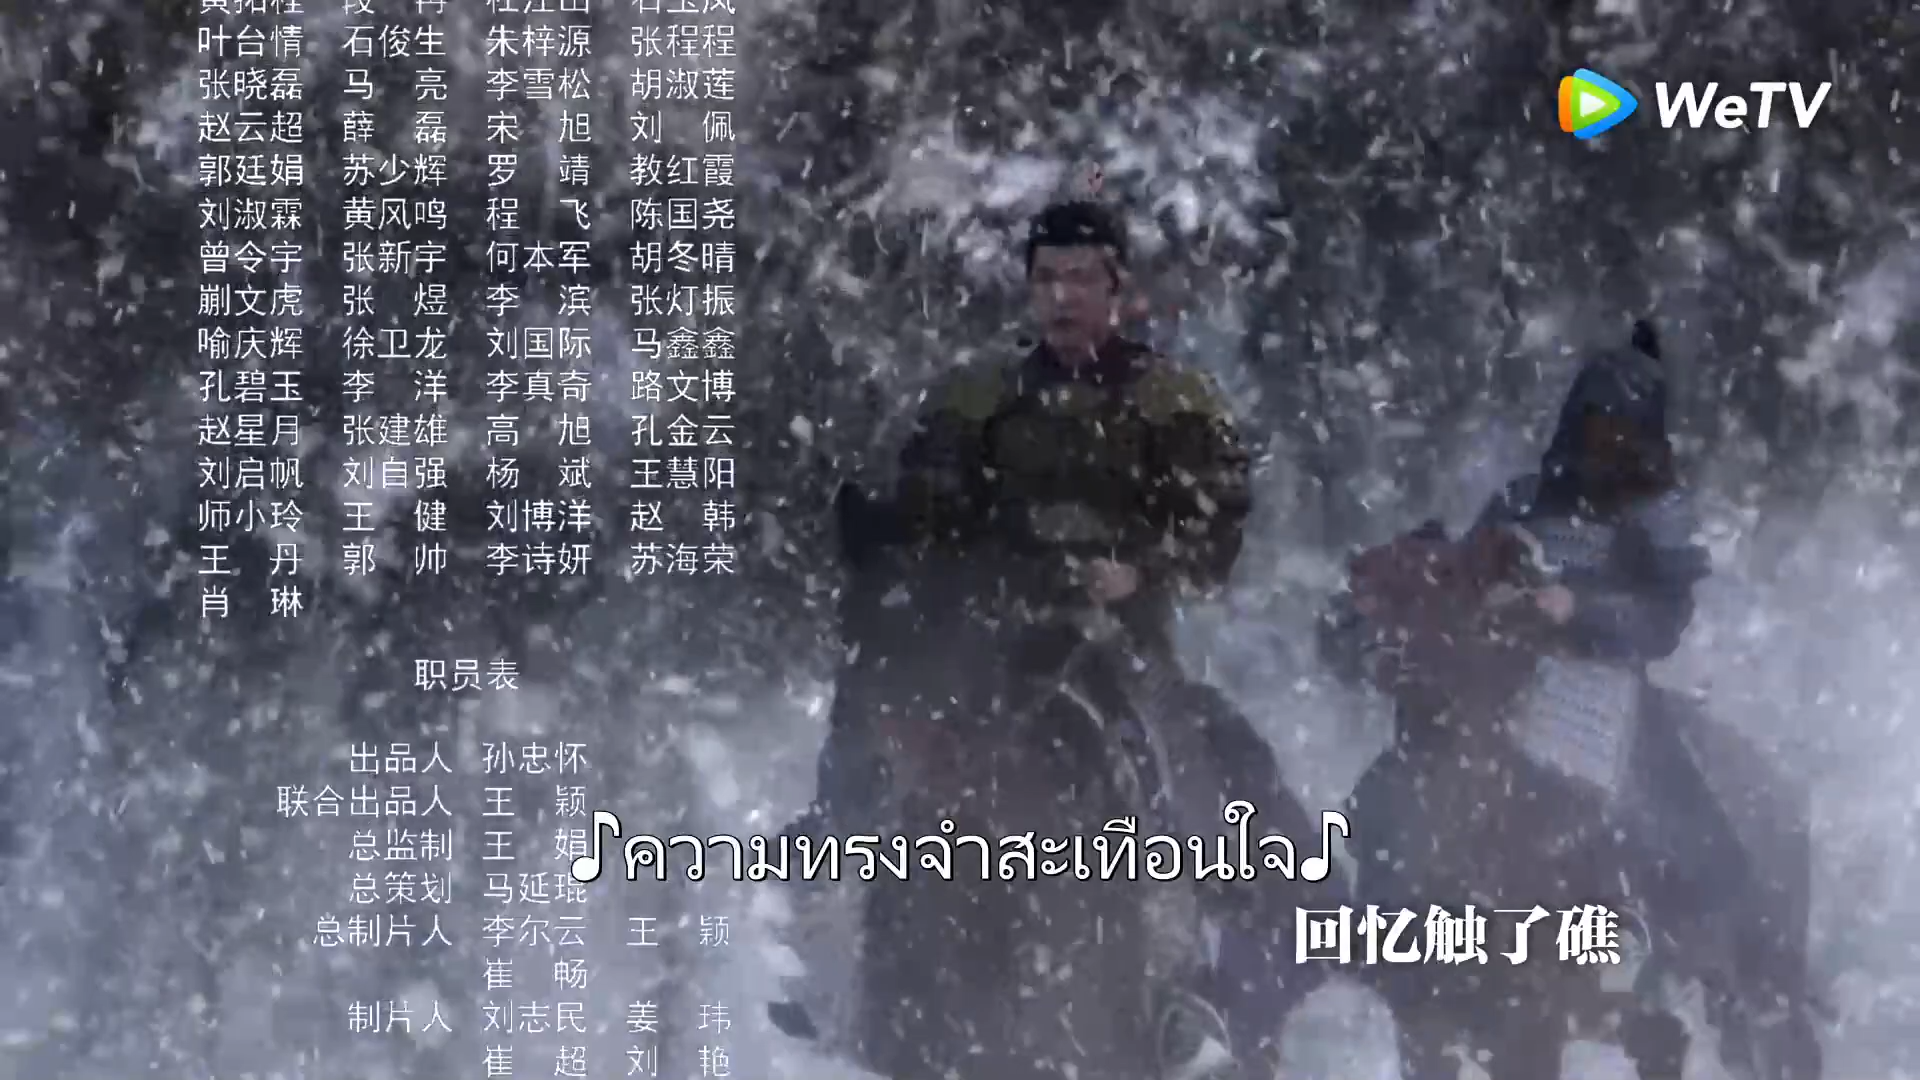 叶台情 石俊生 朱梓源 张程程
张晓磊 马亮 李雪松 胡淑莲
赵云超 薛磊 宋旭 刘佩
郭廷娟 苏少辉 罗靖 教红霞
刘淑霖 黄风鸣 程飞 陈国尧
曾令宇 张新宇 何本军 胡冬晴
蒯文虎 张煜 李滨 张灯振
喻庆辉 徐卫龙 刘国际 马鑫鑫
孔碧玉 李洋 李真奇 路文博
赵星月 张建雄 高旭 孔金云
刘启帆 刘自强 杨斌 王慧阳
师小玲 王健 刘博洋 赵韩
王丹 郭帅 李诗妍 苏海荣
肖琳
职员表
出品人 孙忠怀
联合出品人 王颖
总监制 王娟
总策划 马延琨
总制片人 李尔云 王颖
崔畅
制片人 刘志民 姜玮
崔超 刘艳
WeTV
♪ความทรงจำสะเทือนใจ♪
回忆触了礁